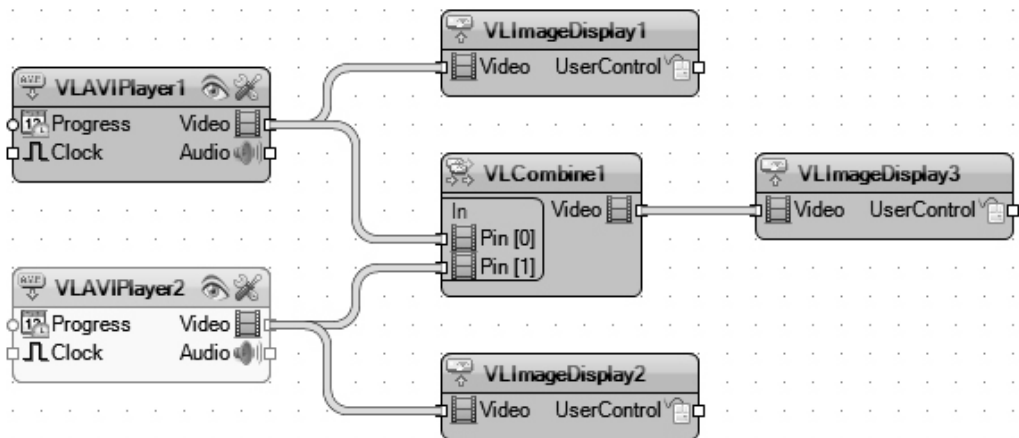 VLImageDisplay1
Video UserControl
VLAVIPlayer1
Progress Video
Clock Audio
VLCombine1
In Video
Pin [0]
Pin [1]
VLImageDisplay3
Video UserControl
VLAVIPlayer2
Progress Video
Clock Audio
VLImageDisplay2
Video UserControl